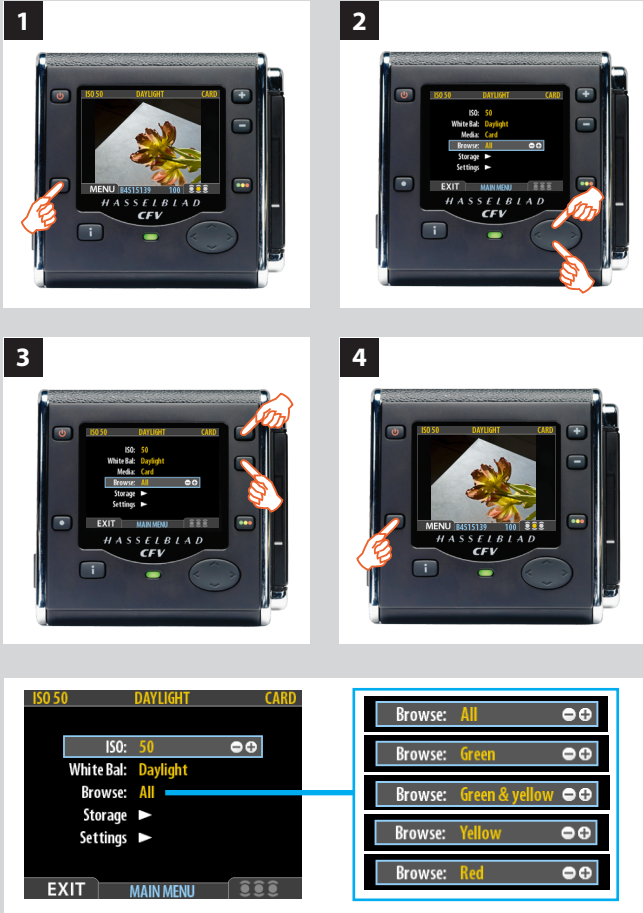 1
ISO 50 DAYLIGHT CARD
MENU 84515139 100
HASSELBLAD
CFV
i
2
ISO 50 DAYLIGHT CARD
ISO: 50
White Bal: Daylight
Media: Card
Browse: All
Storage
Settings
EXIT MAIN MENU
HASSELBLAD
CFV
i
3
ISO 50 DAYLIGHT CARD
ISO: 50
White Bal: Daylight
Media: Card
Browse: All
Storage
Settings
EXIT MAIN MENU
HASSELBLAD
CFV
i
4
ISO 50 DAYLIGHT CARD
MENU 84515139 100
HASSELBLAD
CFV
i
ISO 50 DAYLIGHT CARD
ISO: 50
White Bal: Daylight
Browse: All
Storage
Settings
EXIT MAIN MENU
Browse: All
Browse: Green
Browse: Green & yellow
Browse: Yellow
Browse: Red